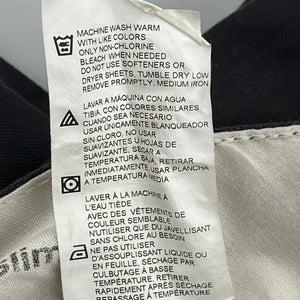 MACHINE WASH WARM
WITH LIKE COLORS
ONLY NON-CHLORINE
BLEACH WHEN NEEDED
DO NOT USE SOFTENERS OR
DRYER SHEETS, TUMBLE DRY LOW
REMOVE PROMPTLY, MEDIUM IRON
LAVAR A MÁQUINA CON AGUA
TIBIA, CON COLORES SIMILARES
CUANDO SEA NECESARIO
USAR ÚNICAMENTE BLANQUEADOR
SIN CLORO, NO USAR
SUAVIZANTES U HOJAS DE
SUAVIZANTE, SECAR A
TEMPERATURA BAJA, RETIRAR
INMEDIATAMENTE USAR PLANCHA
A TEMPERATURA MEDIA
LAVER À LA MACHINE À
L'EAU TIÈDE
AVEC DES VÊTEMENTS DE
COULEUR SEMBLABLE
N'UTILISER QUE DU JAVELLISANT
SANS CHLORE AU BESOIN
NE PAS UTILISER
D'ASSOUPLISSANT LIQUIDE OU
EN FEUILLE, SÉCHAGE PAR
CULBUTAGE À BASSE
TEMPÉRATURE, RETIRER
RAPIDEMENT APRÈS SÉCHAGE
REPASSAGE À TEMPÉRATURE
slim